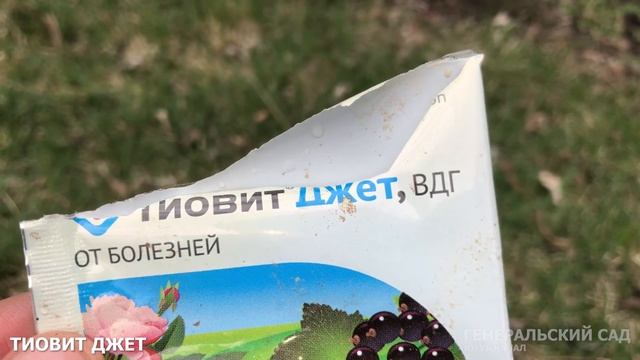 Тиовит Джет, ВДГ
ОТ БОЛЕЗНЕЙ
ТИОВИТ ДЖЕТ
ГЕНЕРАЛЬСКИЙ САД